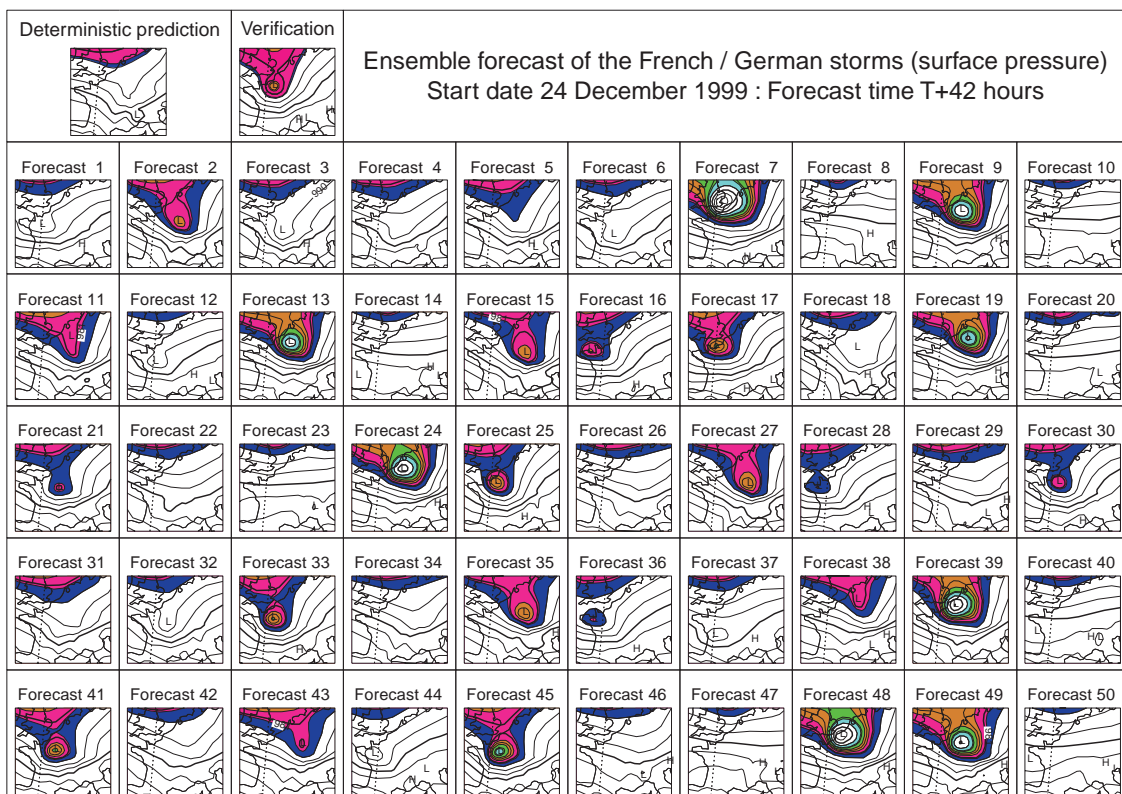 Deterministic prediction
Verification
Ensemble forecast of the French / German storms (surface pressure)
Start date 24 December 1999 : Forecast time T+42 hours
Forecast 1
Forecast 2
Forecast 3
Forecast 4
Forecast 5
Forecast 6
Forecast 7
Forecast 8
Forecast 9
Forecast 10
Forecast 11
Forecast 12
Forecast 13
Forecast 14
Forecast 15
Forecast 16
Forecast 17
Forecast 18
Forecast 19
Forecast 20
Forecast 21
Forecast 22
Forecast 23
Forecast 24
Forecast 25
Forecast 26
Forecast 27
Forecast 28
Forecast 29
Forecast 30
Forecast 31
Forecast 32
Forecast 33
Forecast 34
Forecast 35
Forecast 36
Forecast 37
Forecast 38
Forecast 39
Forecast 40
Forecast 41
Forecast 42
Forecast 43
Forecast 44
Forecast 45
Forecast 46
Forecast 47
Forecast 48
Forecast 49
Forecast 50